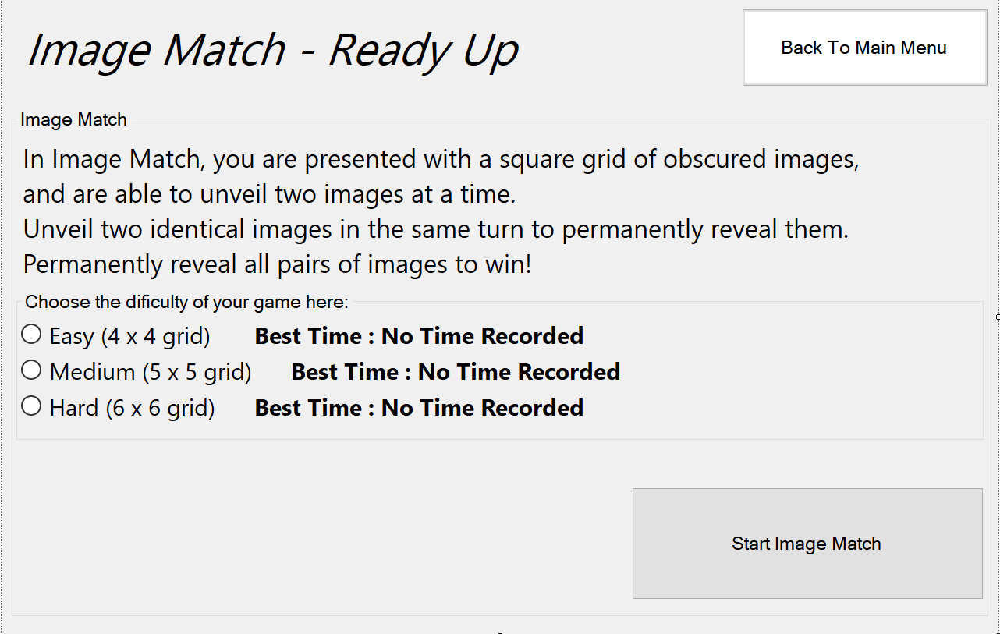 Image Match - Ready Up
Back To Main Menu
Image Match
In Image Match, you are presented with a square grid of obscured images,
and are able to unveil two images at a time.
Unveil two identical images in the same turn to permanently reveal them.
Permanently reveal all pairs of images to win!
Choose the dificulty of your game here:
Easy (4 x 4 grid) Best Time : No Time Recorded
Medium (5 x 5 grid) Best Time : No Time Recorded
Hard (6 x 6 grid) Best Time : No Time Recorded
Start Image Match